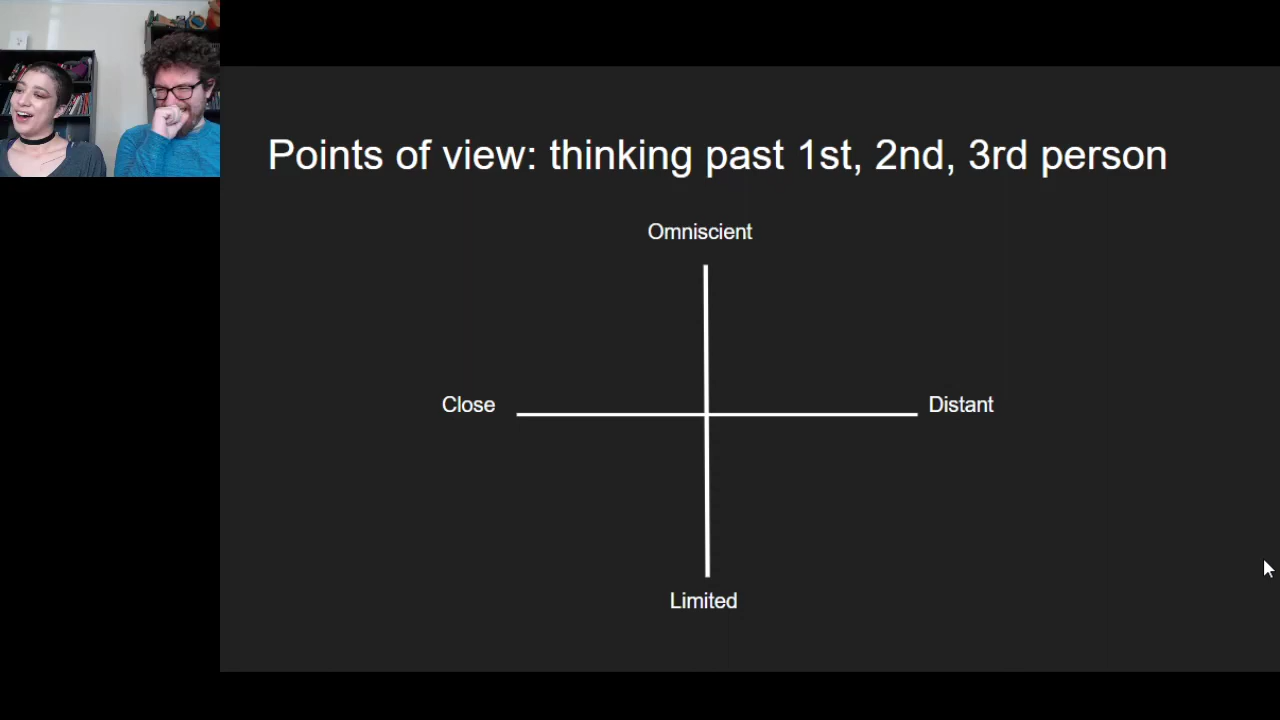 Points of view: thinking past 1st, 2nd, 3rd person
Omniscient
Close
Distant
Limited